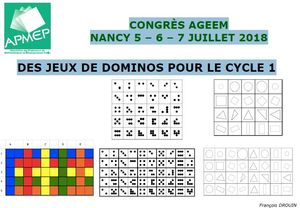 CONGRÈS AGEEM
NANCY 5 – 6 – 7 JUILLET 2018
APMEP
DES JEUX DE DOMINOS POUR LE CYCLE 1
François DROUIN